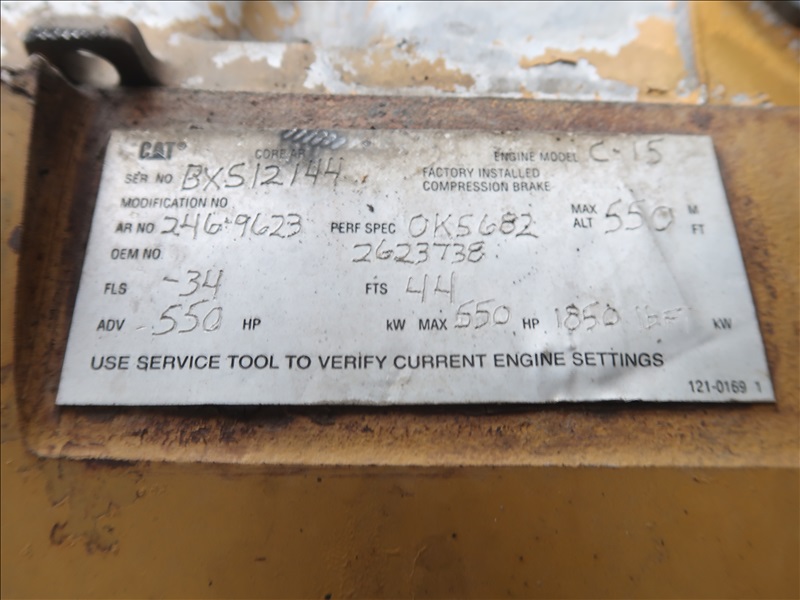 CAT® CORE AR ENGINE MODEL C-15
SER NO BXS12144 FACTORY INSTALLED
COMPRESSION BRAKE
MODIFICATION NO
AR NO 246-9623 PERF SPEC 0K5682 MAX ALT 550 M FT
OEM NO 2623738
FLS -34 FTS 44
ADV 550 HP kW MAX 550 HP 1850 kW
USE SERVICE TOOL TO VERIFY CURRENT ENGINE SETTINGS
121-0169 1